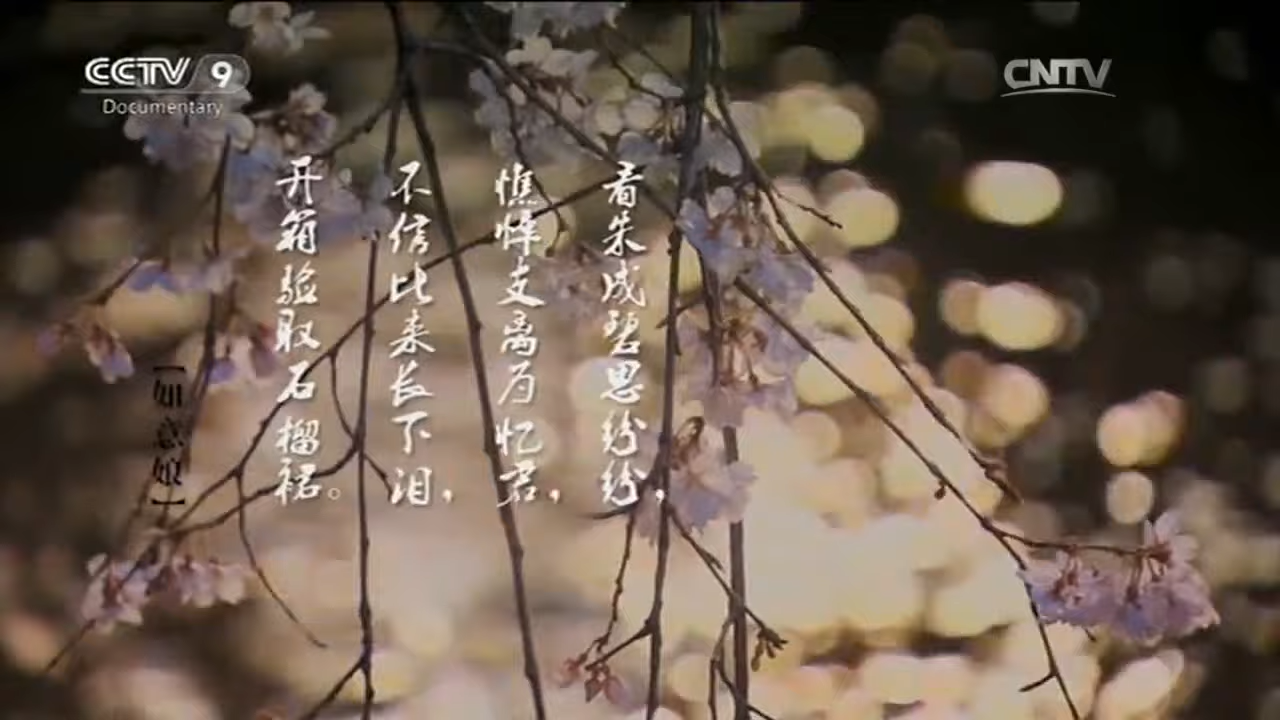 CCTV 9
Documentary
CNTV
看朱成碧思纷纷，
憔悴支离为忆君，
不信比来长下泪，
开箱验取石榴裙。
【如意娘】